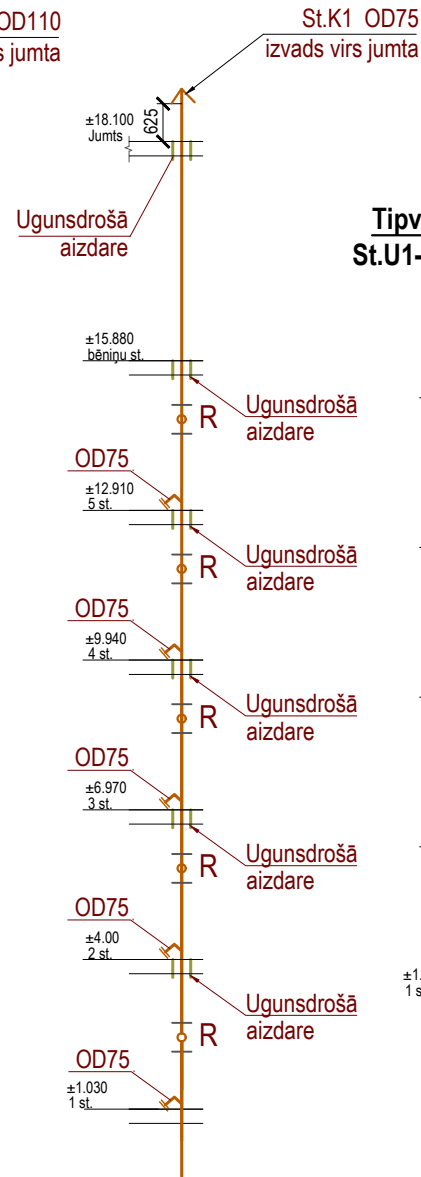 OD110
s jumta
St.K1 OD75
izvads virs jumta
625
±18.100
Jumts
Ugunsdrošā
aizdare
Tipv
St.U1-
±15.880
bēniņu st.
Ugunsdrošā
aizdare
R
OD75
±12.910
5 st.
Ugunsdrošā
aizdare
R
OD75
±9.940
4 st.
Ugunsdrošā
aizdare
R
OD75
±6.970
3 st.
Ugunsdrošā
aizdare
R
OD75
±4.00
2 st.
±1.
1 s
Ugunsdrošā
aizdare
R
OD75
±1.030
1 st.